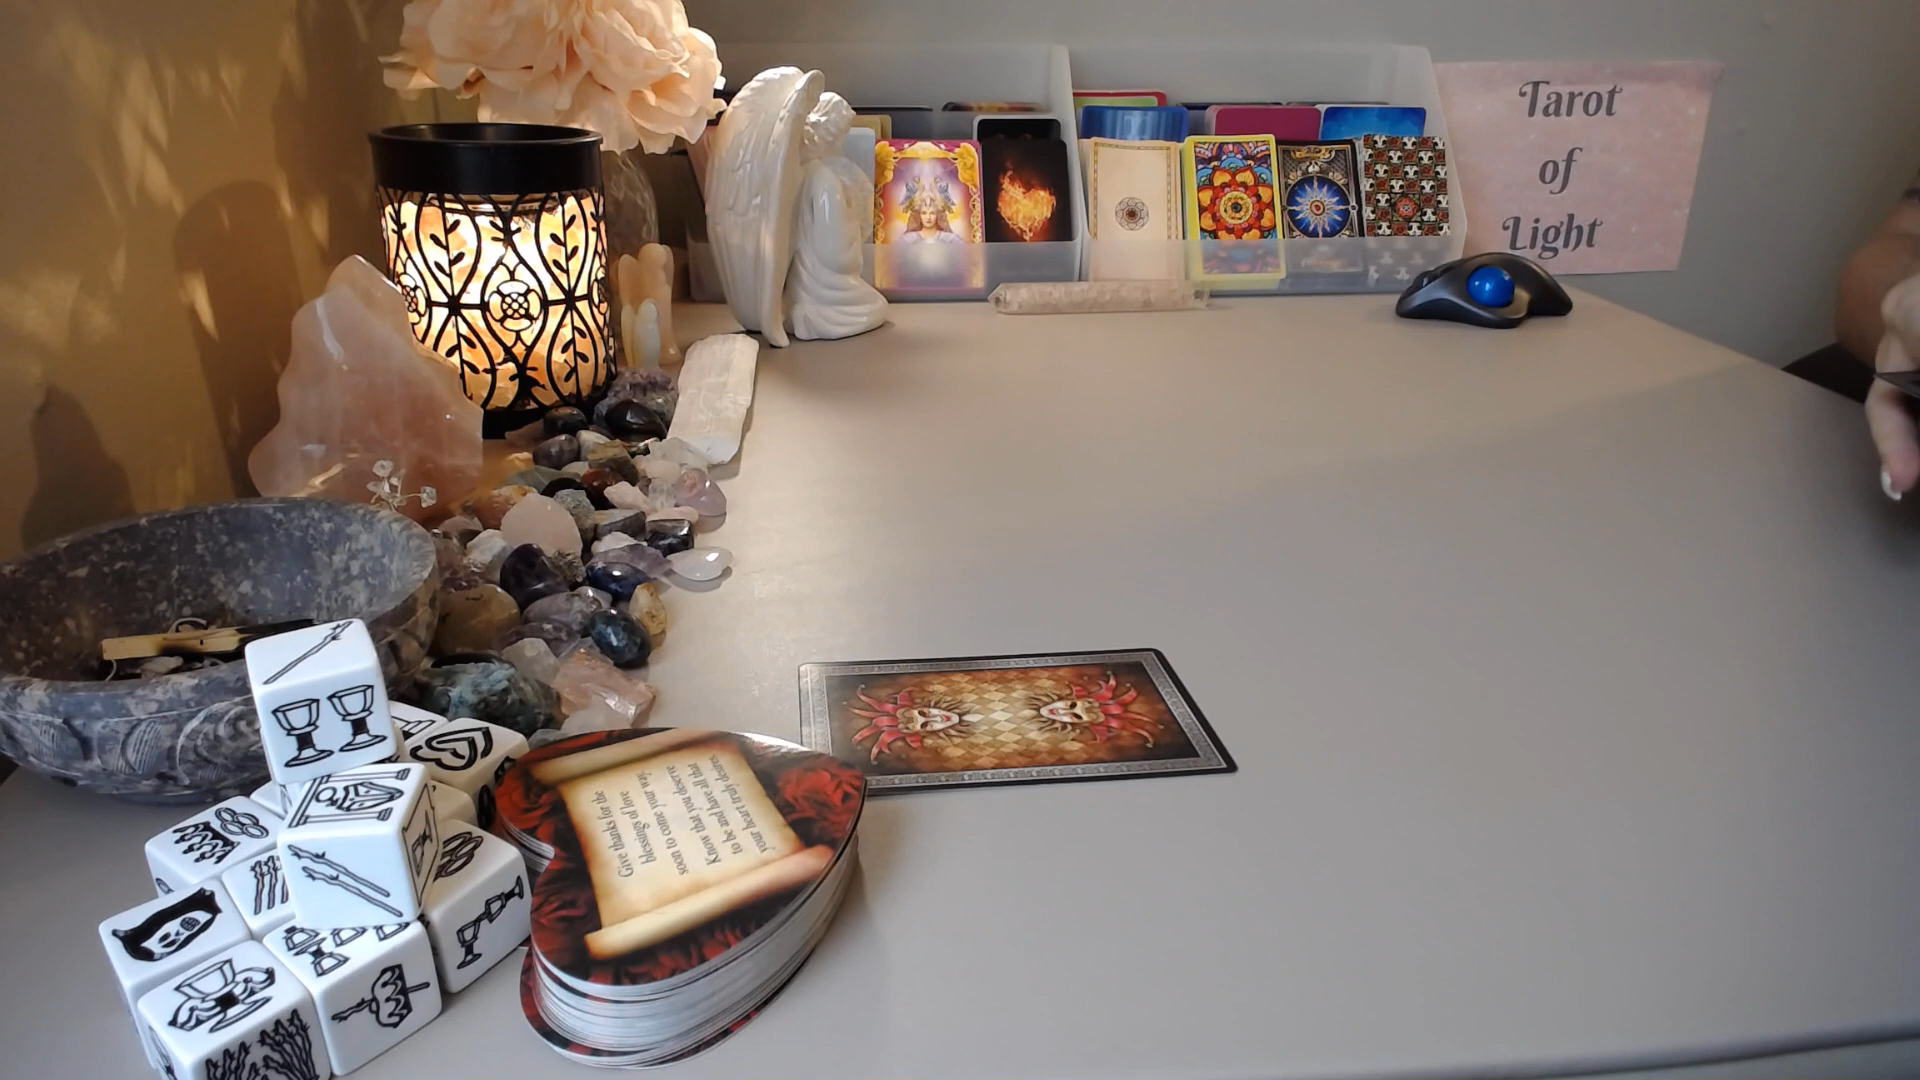 Tarot
of
Light
Give thanks for the
blessings of love
soon to come your way.
Know that you deserve
to be and have all that
your heart truly desires.